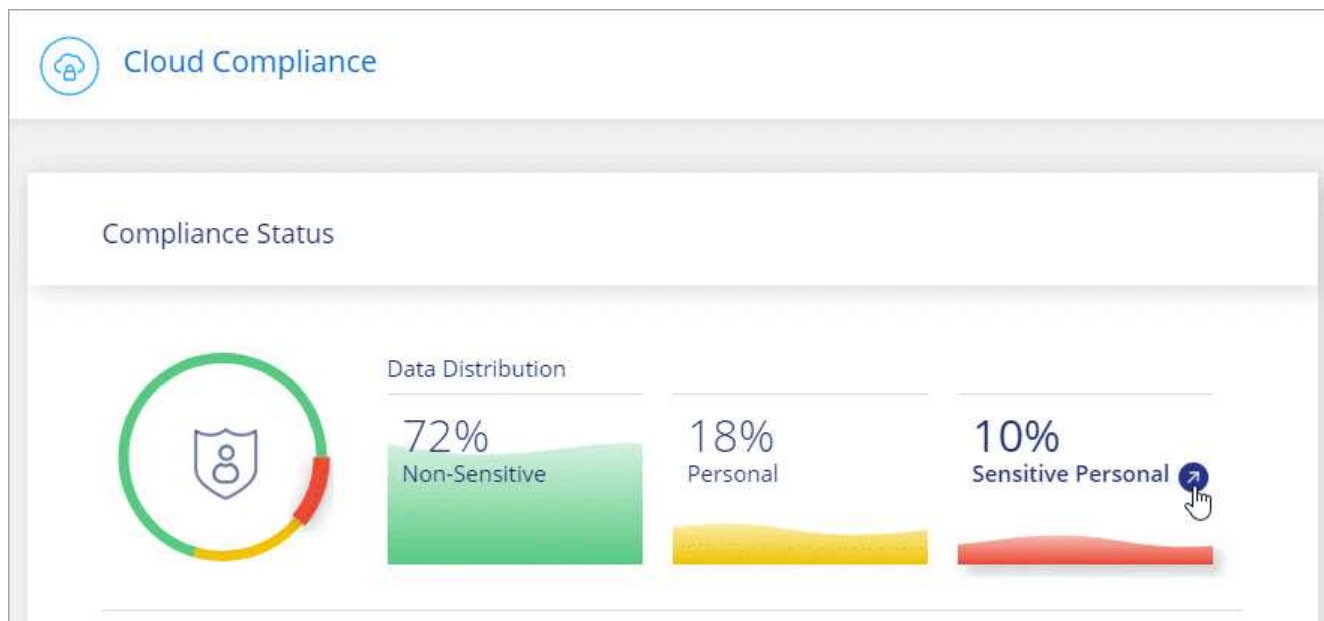 Cloud Compliance
Compliance Status
Data Distribution
72%
Non-Sensitive
18%
Personal
10%
Sensitive Personal